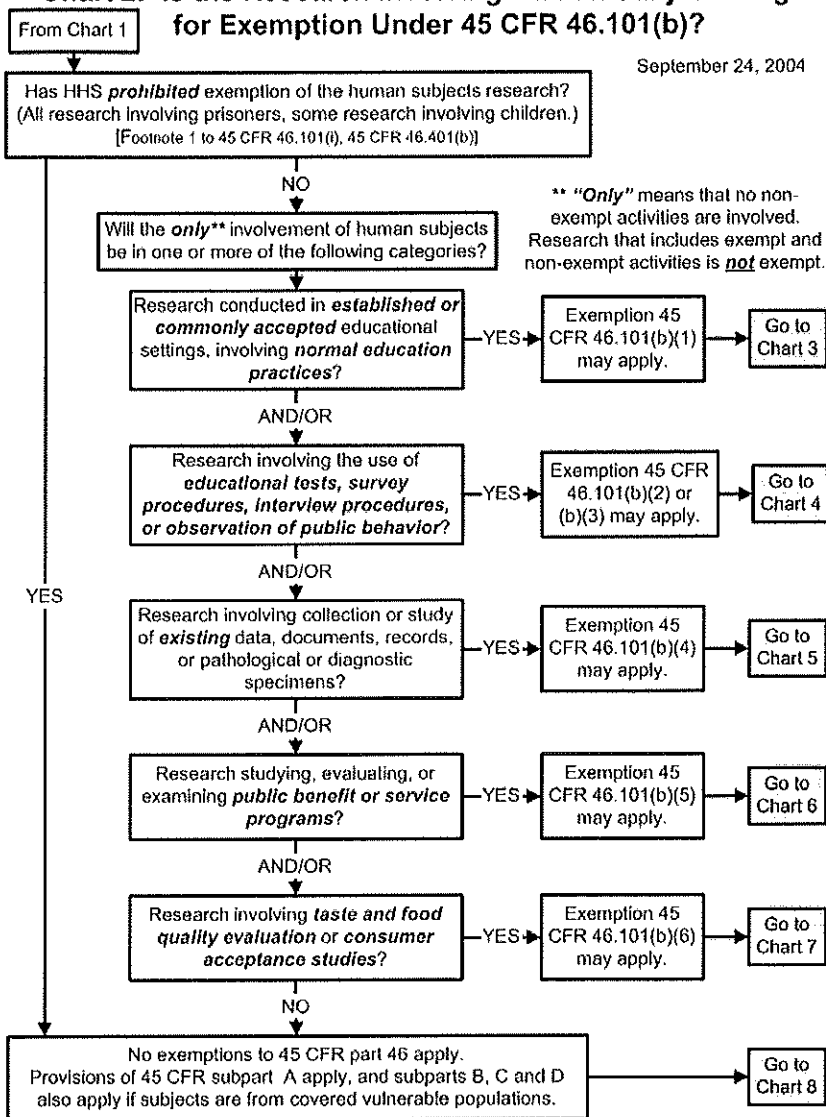 for Exemption Under 45 CFR 46.101(b)?
From Chart 1
September 24, 2004
Has HHS prohibited exemption of the human subjects research?
(All research involving prisoners, some research involving children.)
[Footnote 1 to 45 CFR 46.101(i), 45 CFR 46.401(b)]
NO
** "Only" means that no non-
exempt activities are involved.
Research that includes exempt and
non-exempt activities is not exempt.
Will the only** involvement of human subjects
be in one or more of the following categories?
Research conducted in established or
commonly accepted educational
settings, involving normal education
practices?
YES
Exemption 45
CFR 46.101(b)(1)
may apply.
Go to
Chart 3
AND/OR
Research involving the use of
educational tests, survey
procedures, interview procedures,
or observation of public behavior?
YES
Exemption 45 CFR
46.101(b)(2) or
(b)(3) may apply.
Go to
Chart 4
AND/OR
YES
Research involving collection or study
of existing data, documents, records,
or pathological or diagnostic
specimens?
YES
Exemption 45
CFR 46.101(b)(4)
may apply.
Go to
Chart 5
AND/OR
Research studying, evaluating, or
examining public benefit or service
programs?
YES
Exemption 45
CFR 46.101(b)(5)
may apply.
Go to
Chart 6
AND/OR
Research involving taste and food
quality evaluation or consumer
acceptance studies?
YES
Exemption 45
CFR 46.101(b)(6)
may apply.
Go to
Chart 7
NO
No exemptions to 45 CFR part 46 apply.
Provisions of 45 CFR subpart A apply, and subparts B, C and D
also apply if subjects are from covered vulnerable populations.
Go to
Chart 8